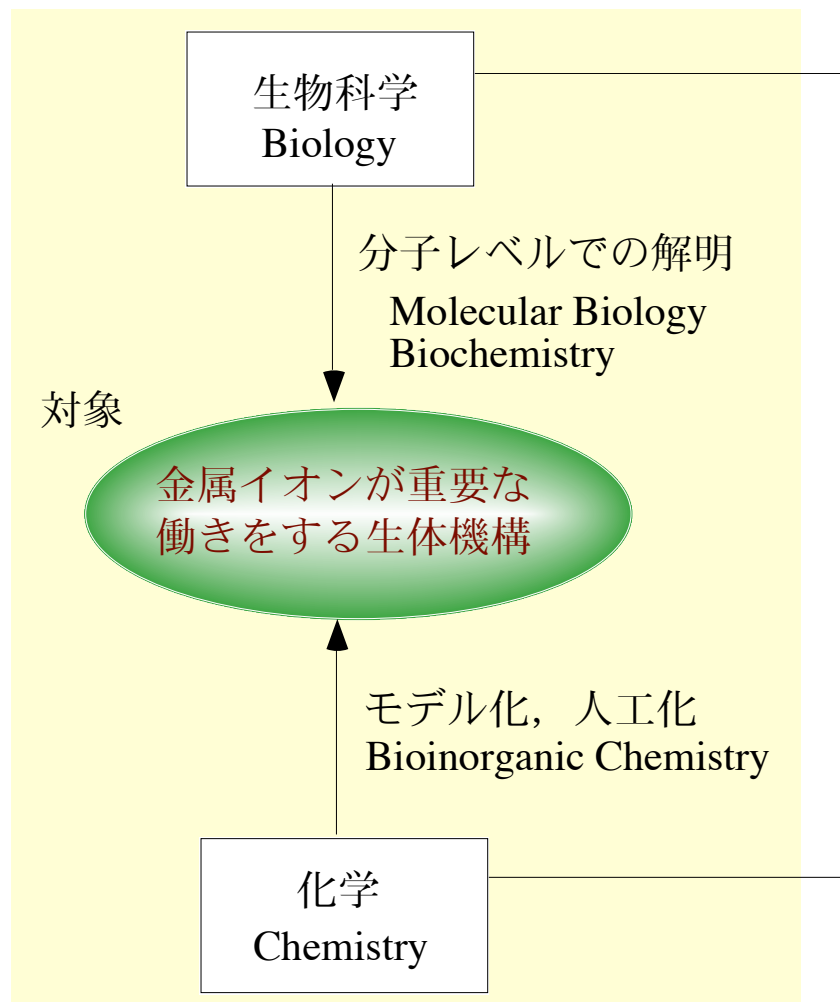 生物科学
Biology
分子レベルでの解明
Molecular Biology
Biochemistry
対象
金属イオンが重要な
働きをする生体機構
モデル化，人工化
Bioinorganic Chemistry
化学
Chemistry